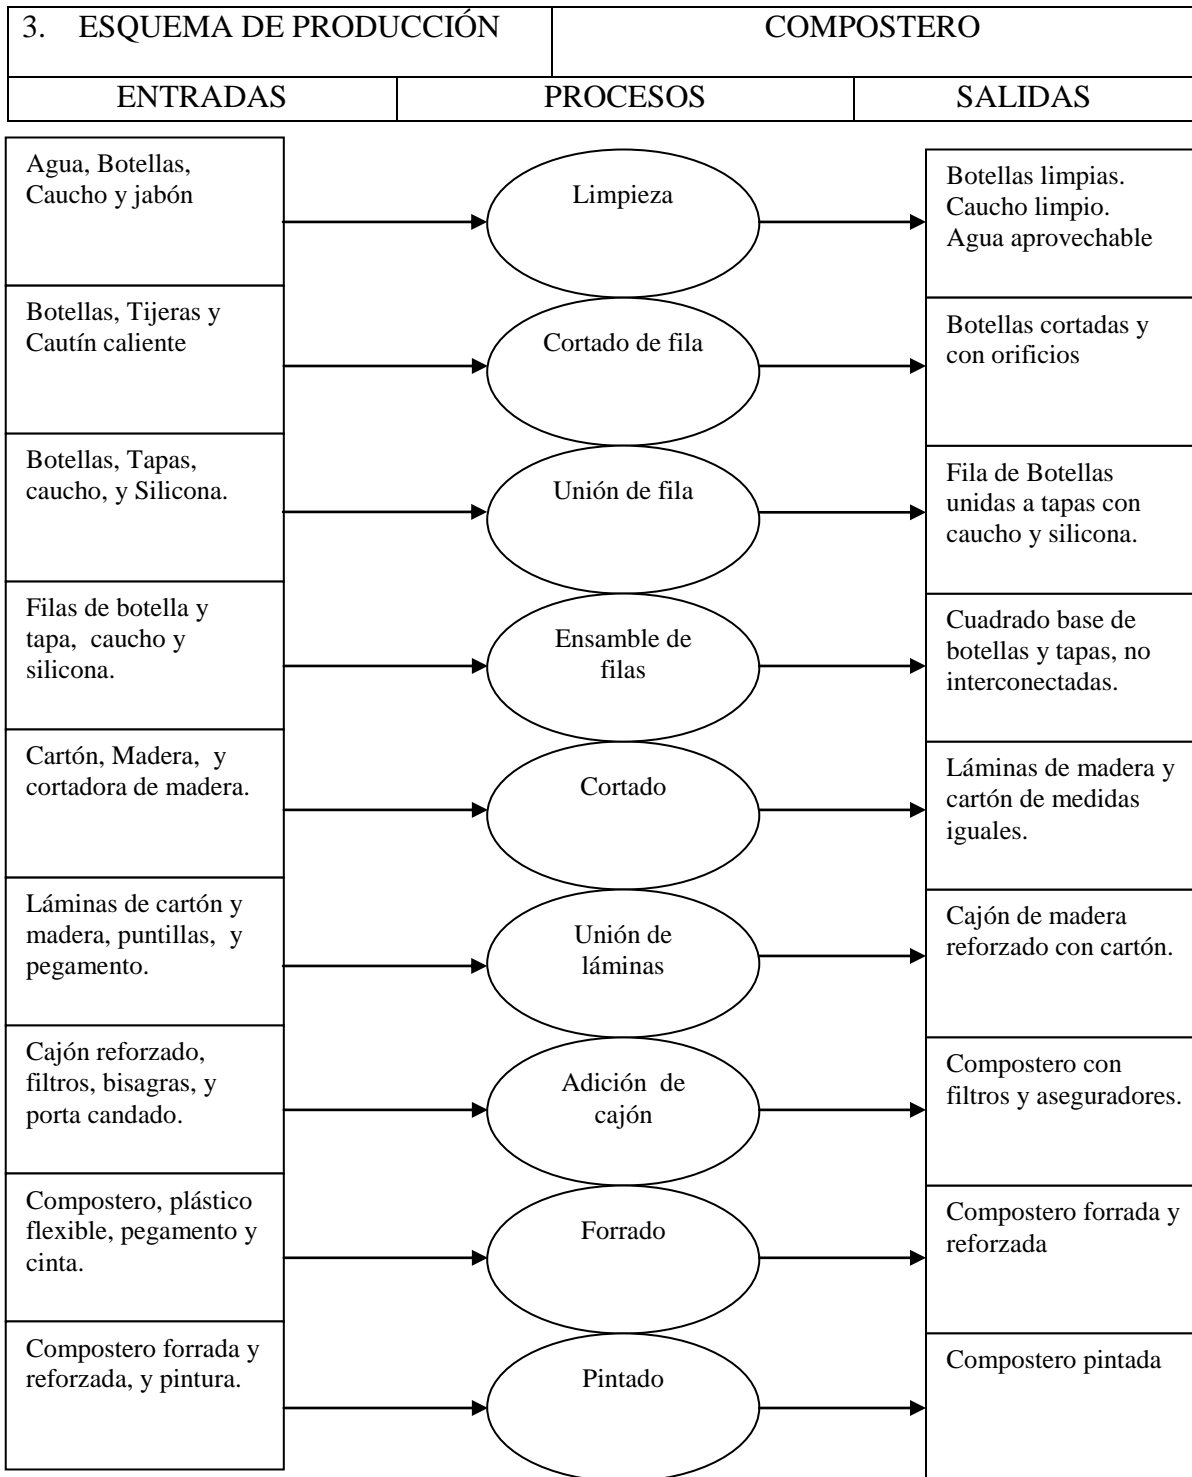 3. ESQUEMA DE PRODUCCIÓN
COMPOSTERO
ENTRADAS
PROCESOS
SALIDAS
Agua, Botellas,
Caucho y jabón
Limpieza
Botellas limpias.
Caucho limpio.
Agua aprovechable
Botellas, Tijeras y
Cautín caliente
Cortado de fila
Botellas cortadas y
con orificios
Botellas, Tapas,
caucho, y Silicona.
Unión de fila
Fila de Botellas
unidas a tapas con
caucho y silicona.
Filas de botella y
tapa, caucho y
silicona.
Ensamble de
filas
Cuadrado base de
botellas y tapas, no
interconectadas.
Cartón, Madera, y
cortadora de madera.
Cortado
Láminas de madera y
cartón de medidas
iguales.
Láminas de cartón y
madera, puntillas, y
pegamento.
Unión de
láminas
Cajón de madera
reforzado con cartón.
Cajón reforzado,
filtros, bisagras, y
porta candado.
Adición de
cajón
Compostero con
filtros y aseguradores.
Compostero, plástico
flexible, pegamento y
cinta.
Forrado
Compostero forrada y
reforzada
Compostero forrada y
reforzada, y pintura.
Pintado
Compostero pintada